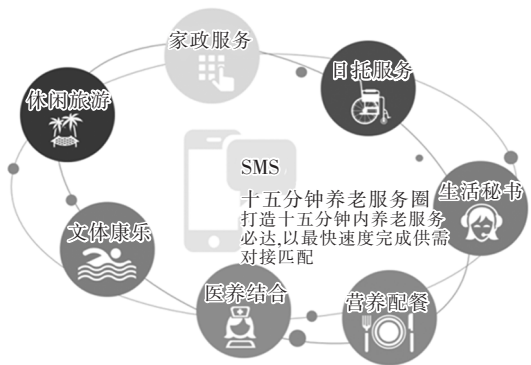 家政服务
日托服务
休闲旅游
SMS
十五分钟养老服务圈
打造十五分钟内养老服务
必达,以最快速度完成供需
对接匹配
生活秘书
文体康乐
医养结合
营养配餐